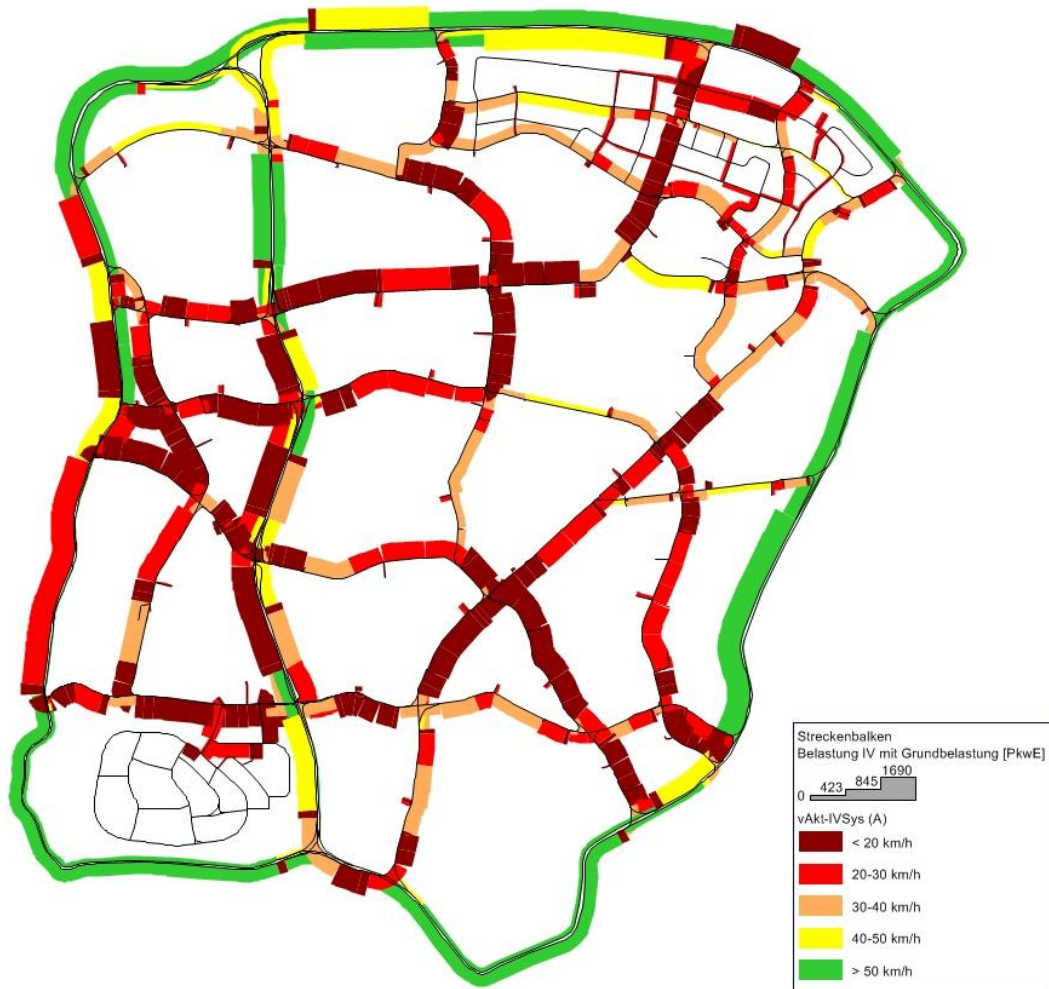 Streckenbalken
Belastung IV mit Grundbelastung [PkwE]
0 423 845 1690
vAkt-IVSys (A)
< 20 km/h
20-30 km/h
30-40 km/h
40-50 km/h
> 50 km/h